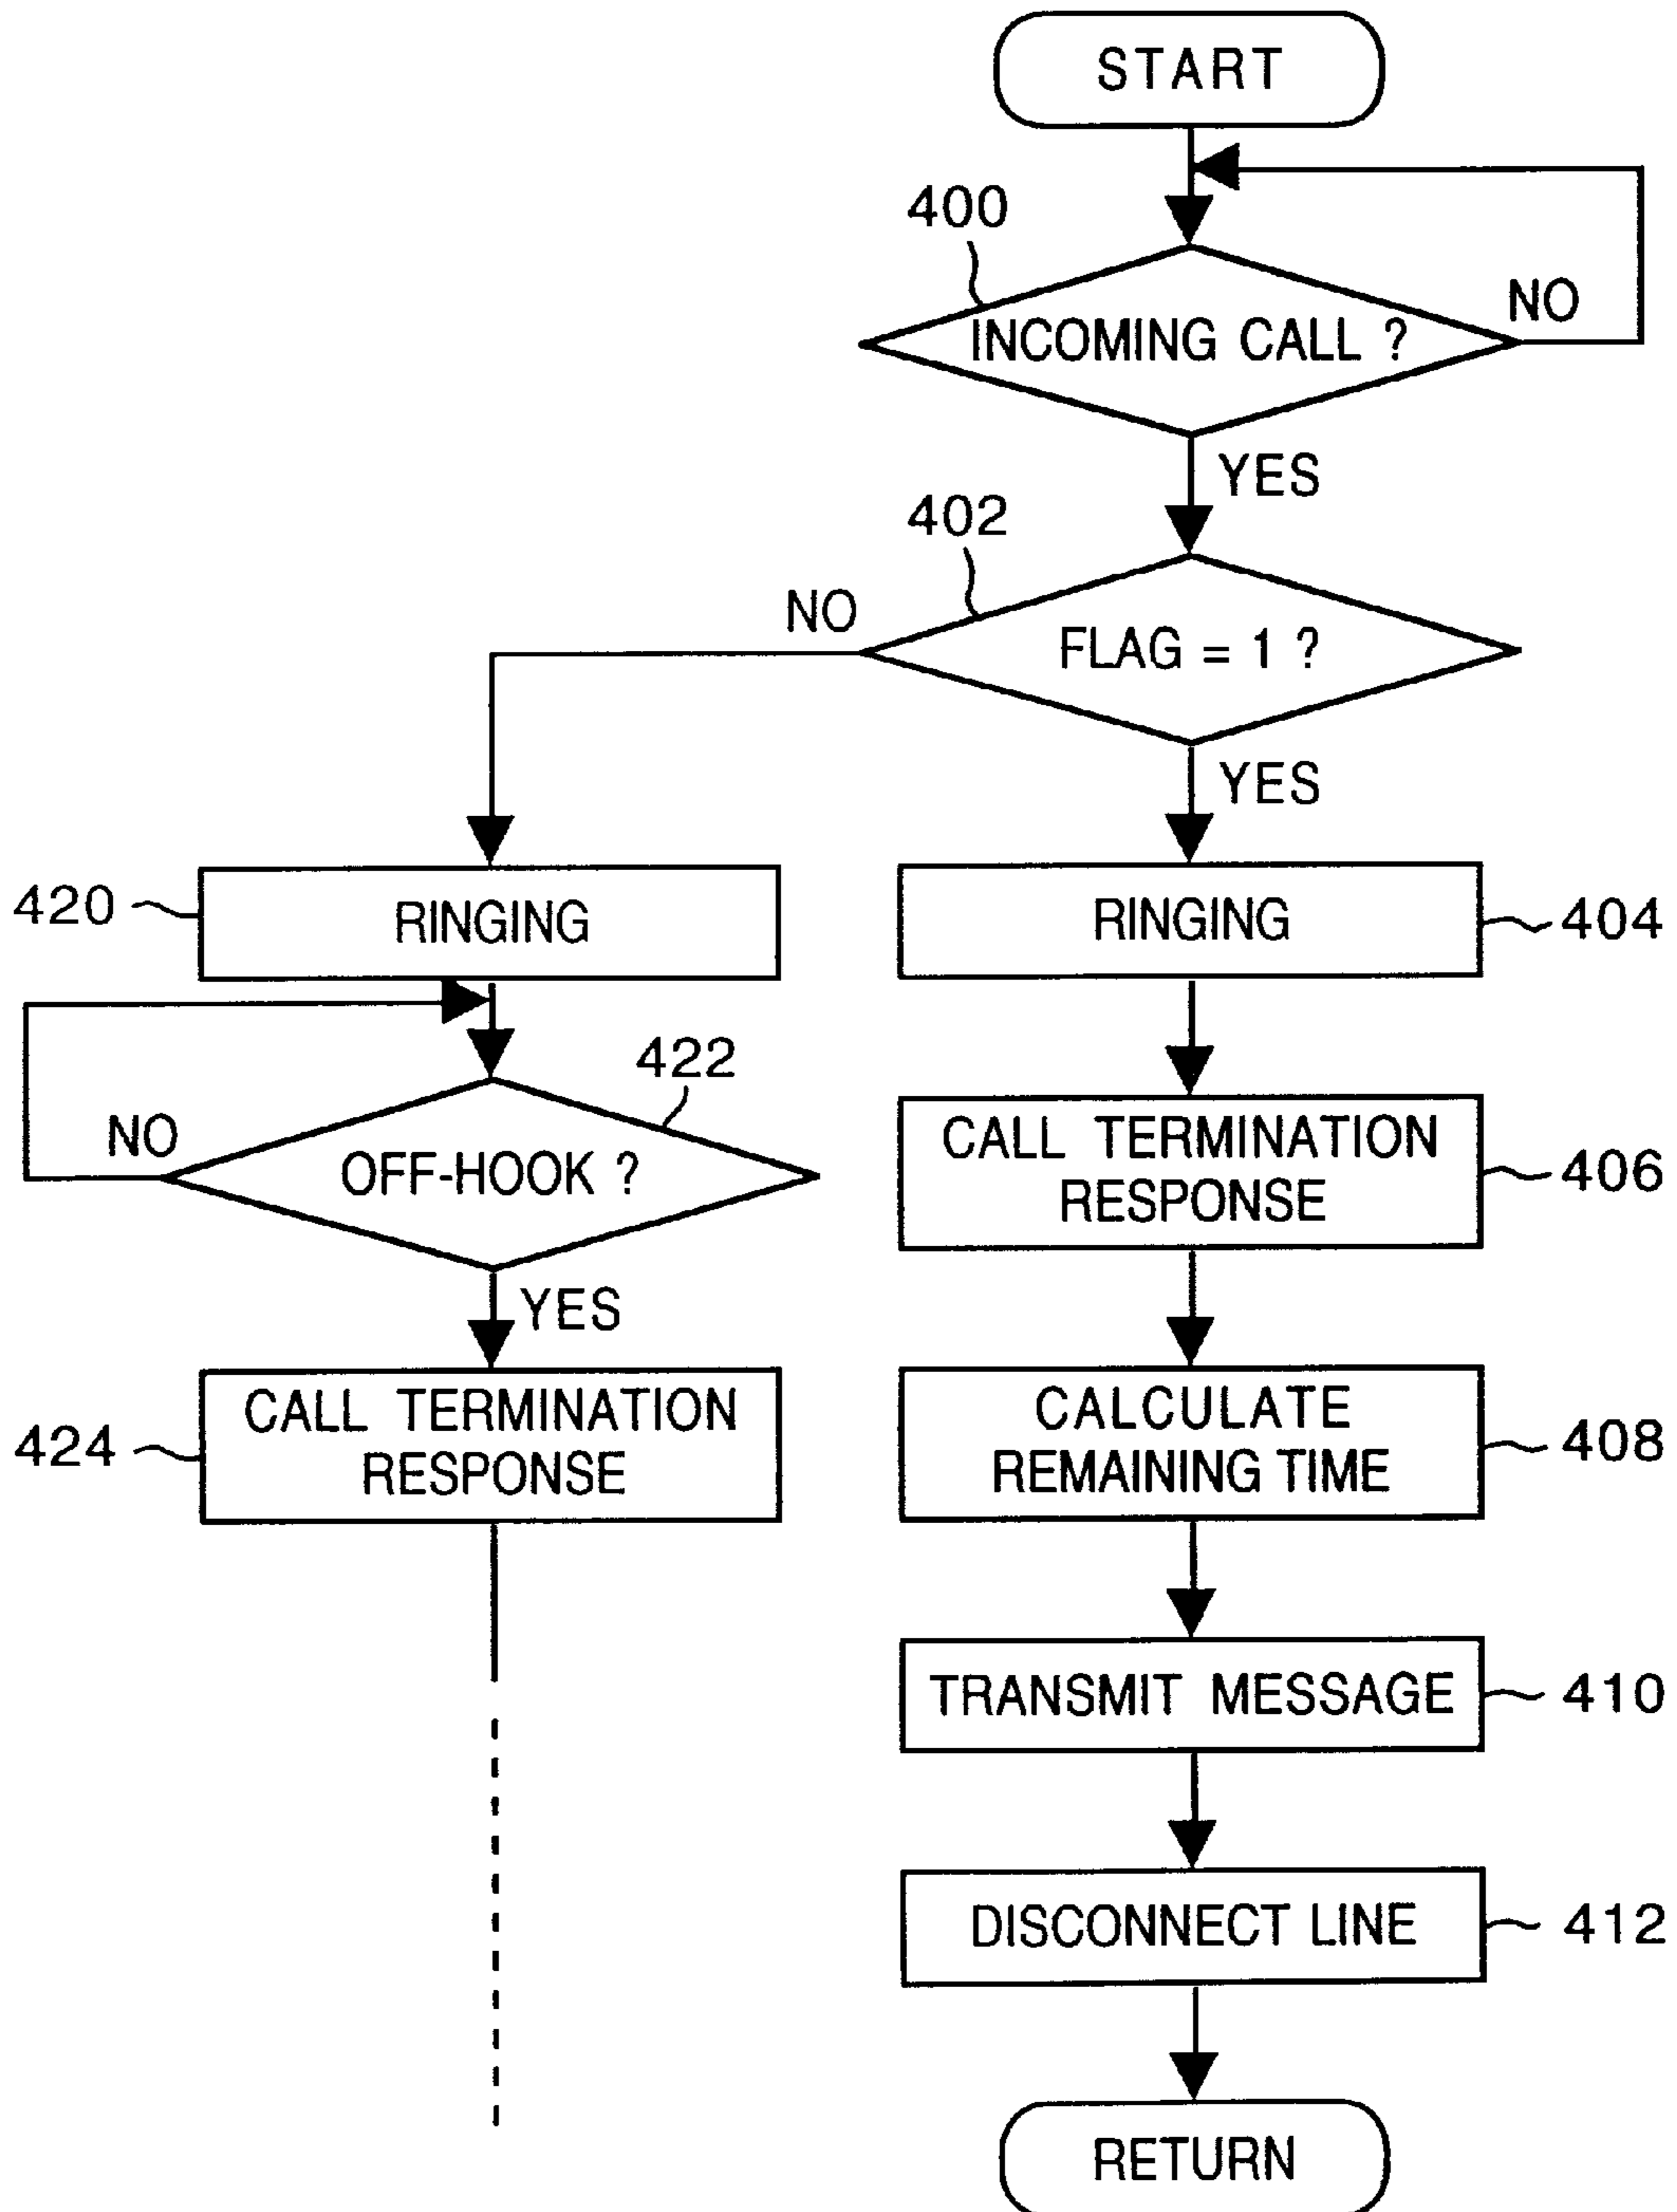 START
400
INCOMING CALL ?
NO
YES
402
NO
FLAG = 1 ?
YES
420
RINGING
RINGING
404
422
NO
OFF-HOOK ?
CALL TERMINATION
RESPONSE
406
YES
424
CALL TERMINATION
RESPONSE
CALCULATE
REMAINING TIME
408
TRANSMIT MESSAGE
410
DISCONNECT LINE
412
RETURN